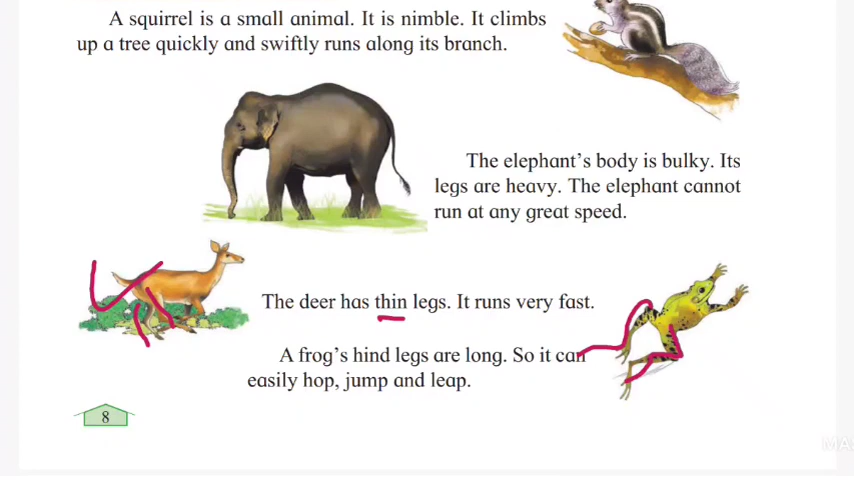 A squirrel is a small animal. It is nimble. It climbs
up a tree quickly and swiftly runs along its branch.
The elephant's body is bulky. Its
legs are heavy. The elephant cannot
run at any great speed.
The deer has thin legs. It runs very fast.
A frog's hind legs are long. So it can
easily hop, jump and leap.
8
MA